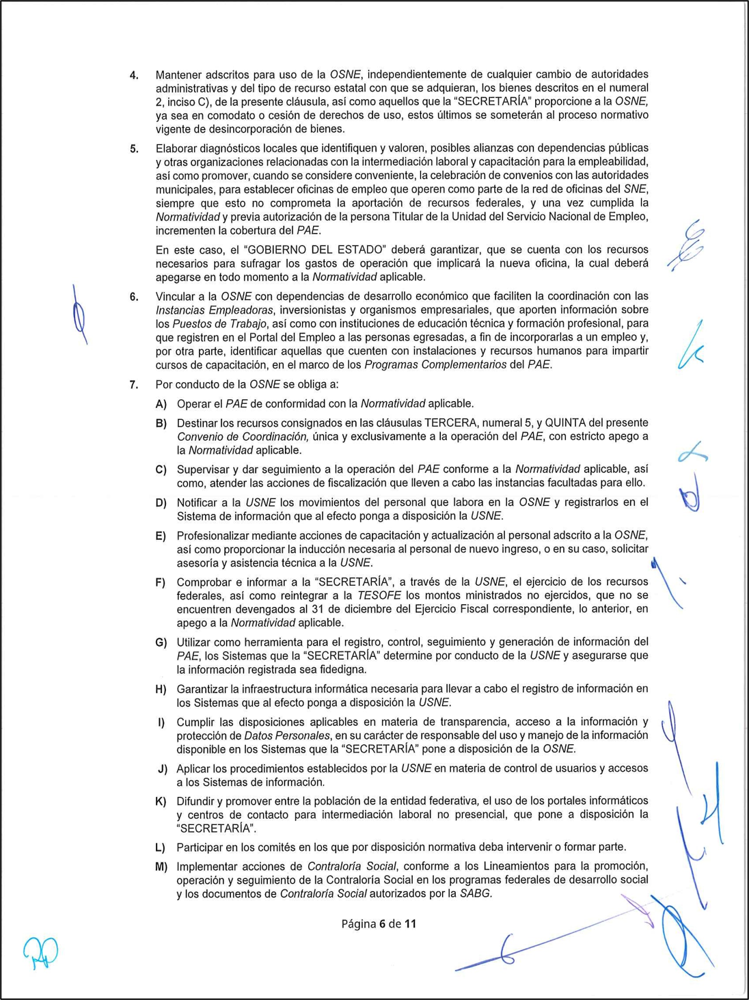 4. Mantener adscritos para uso de la OSNE, independientemente de cualquier cambio de autoridades
administrativas y del tipo de recurso estatal con que se adquieran, los bienes descritos en el numeral
2, inciso C), de la presente cláusula, así como aquellos que la “SECRETARÍA” proporcione a la OSNE,
ya sea en comodato o cesión de derechos de uso, estos últimos se someterán al proceso normativo
vigente de desincorporación de bienes.
5. Elaborar diagnósticos locales que identifiquen y valoren, posibles alianzas con dependencias públicas
y otras organizaciones relacionadas con la intermediación laboral y capacitación para la empleabilidad,
así como promover, cuando se considere conveniente, la celebración de convenios con las autoridades
municipales, para establecer oficinas de empleo que operen como parte de la red de oficinas del SNE,
siempre que esto no comprometa la aportación de recursos federales, y una vez cumplida la
Normatividad y previa autorización de la persona Titular de la Unidad del Servicio Nacional de Empleo,
incrementen la cobertura del PAE.
En este caso, el “GOBIERNO DEL ESTADO” deberá garantizar, que se cuenta con los recursos
necesarios para sufragar los gastos de operación que implicará la nueva oficina, la cual deberá
apegarse en todo momento a la Normatividad aplicable.
6. Vincular a la OSNE con dependencias de desarrollo económico que faciliten la coordinación con las
Instancias Empleadoras, inversionistas y organismos empresariales, que aporten información sobre
los Puestos de Trabajo, así como con instituciones de educación técnica y formación profesional, para
que registren en el Portal del Empleo a las personas egresadas, a fin de incorporarlas a un empleo y,
por otra parte, identificar aquellas que cuenten con instalaciones y recursos humanos para impartir
cursos de capacitación, en el marco de los Programas Complementarios del PAE.
7. Por conducto de la OSNE se obliga a:
A) Operar el PAE de conformidad con la Normatividad aplicable.
B) Destinar los recursos consignados en las cláusulas TERCERA, numeral 5, y QUINTA del presente
Convenio de Coordinación, única y exclusivamente a la operación del PAE, con estricto apego a
la Normatividad aplicable.
C) Supervisar y dar seguimiento a la operación del PAE conforme a la Normatividad aplicable, así
como, atender las acciones de fiscalización que lleven a cabo las instancias facultadas para ello.
D) Notificar a la USNE los movimientos del personal que labora en la OSNE y registrarlos en el
Sistema de información que al efecto ponga a disposición la USNE.
E) Profesionalizar mediante acciones de capacitación y actualización al personal adscrito a la OSNE,
así como proporcionar la inducción necesaria al personal de nuevo ingreso, o en su caso, solicitar
asesoría y asistencia técnica a la USNE.
F) Comprobar e informar a la “SECRETARÍA”, a través de la USNE, el ejercicio de los recursos
federales, así como reintegrar a la TESOFE los montos ministrados no ejercidos, que no se
encuentren devengados al 31 de diciembre del Ejercicio Fiscal correspondiente, lo anterior, en
apego a la Normatividad aplicable.
G) Utilizar como herramienta para el registro, control, seguimiento y generación de información del
PAE, los Sistemas que la “SECRETARÍA” determine por conducto de la USNE y asegurarse que
la información registrada sea fidedigna.
H) Garantizar la infraestructura informática necesaria para llevar a cabo el registro de información en
los Sistemas que al efecto ponga a disposición la USNE.
I) Cumplir las disposiciones aplicables en materia de transparencia, acceso a la información y
protección de Datos Personales, en su carácter de responsable del uso y manejo de la información
disponible en los Sistemas que la “SECRETARÍA” pone a disposición de la OSNE.
J) Aplicar los procedimientos establecidos por la USNE en materia de control de usuarios y accesos
a los Sistemas de información.
K) Difundir y promover entre la población de la entidad federativa, el uso de los portales informáticos
y centros de contacto para intermediación laboral no presencial, que pone a disposición la
“SECRETARÍA”.
L) Participar en los comités en los que por disposición normativa deba intervenir o formar parte.
M) Implementar acciones de Contraloría Social, conforme a los Lineamientos para la promoción,
operación y seguimiento de la Contraloría Social en los programas federales de desarrollo social
y los documentos de Contraloría Social autorizados por la SABG.
Página 6 de 11